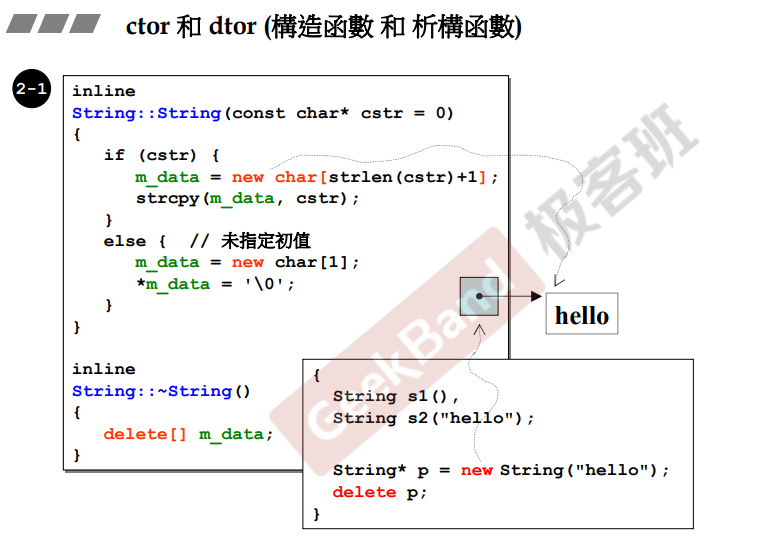 ctor 和 dtor (構造函數 和 析構函數)
2-1
inline
String::String(const char* cstr = 0)
{
   if (cstr) {
      m_data = new char[strlen(cstr)+1];
      strcpy(m_data, cstr);
   }
   else {  // 未指定初值
      m_data = new char[1];
      *m_data = '\0';
   }
}
inline
String::~String()
{
   delete[] m_data;
}
hello
{
  String s1(),
  String s2("hello");
  String* p = new String("hello");
  delete p;
}
GeekBand 极客班